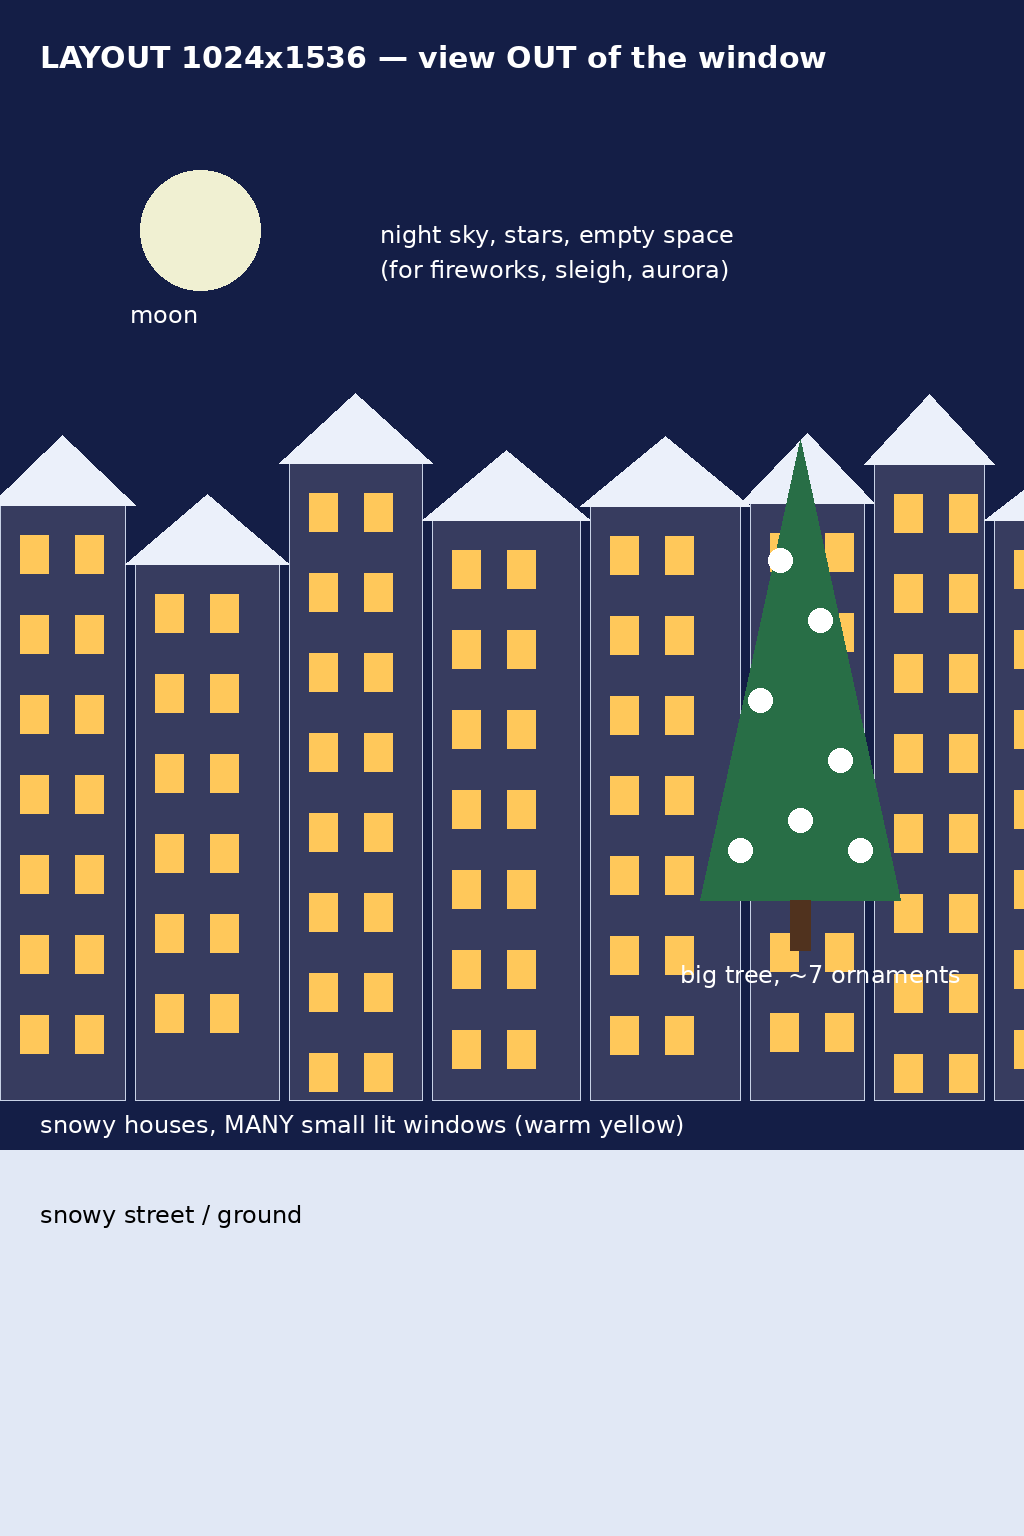 LAYOUT 1024x1536 — view OUT of the window
night sky, stars, empty space
(for fireworks, sleigh, aurora)
moon
big tree, ~7 ornaments
snowy houses, MANY small lit windows (warm yellow)
snowy street / ground